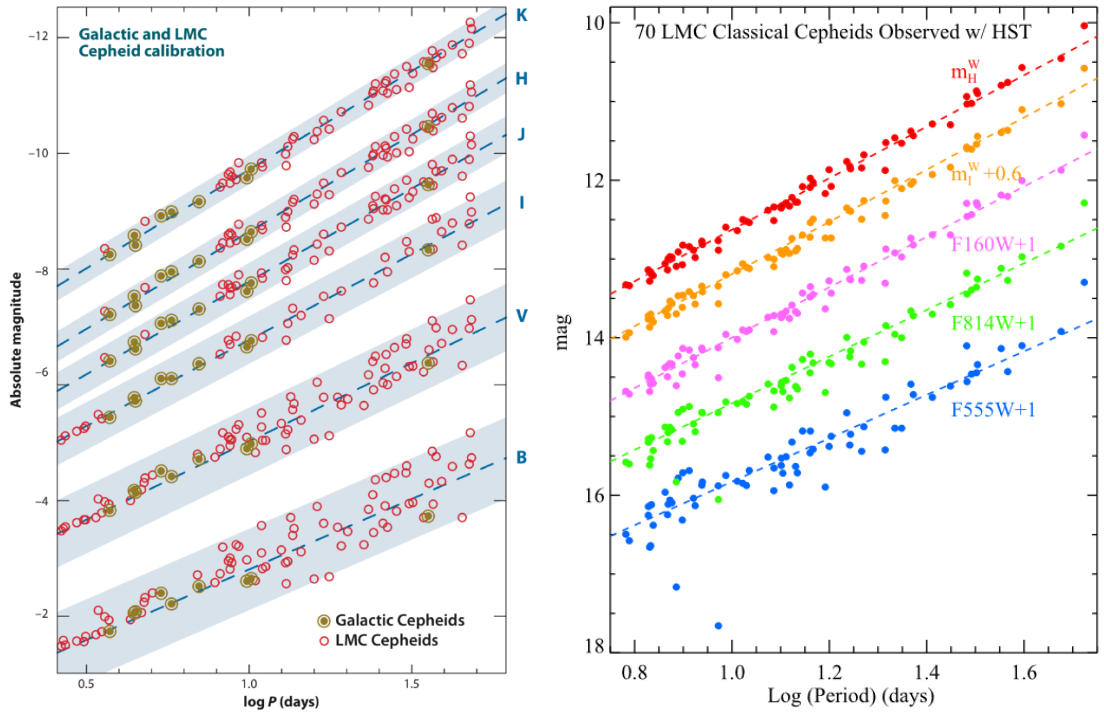 Galactic and LMC
Cepheid calibration
K
H
J
I
V
B
−12
−10
−8
−6
−4
−2
Absolute magnitude
Galactic Cepheids
LMC Cepheids
0.5
1.0
1.5
log P (days)
70 LMC Classical Cepheids Observed w/ HST
m_H^W
m_I^W +0.6
F160W+1
F814W+1
F555W+1
10
12
14
16
18
mag
0.8
1.0
1.2
1.4
1.6
Log (Period) (days)